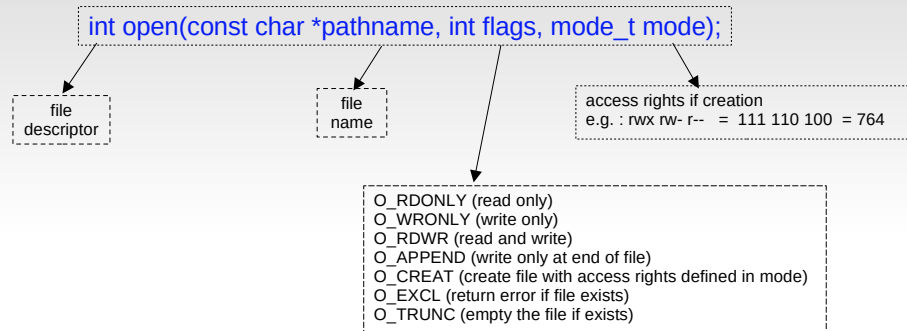 int open(const char *pathname, int flags, mode_t mode);
file
descriptor
file
name
access rights if creation
e.g. : rwx rw- r-- = 111 110 100 = 764
O_RDONLY (read only)
O_WRONLY (write only)
O_RDWR (read and write)
O_APPEND (write only at end of file)
O_CREAT (create file with access rights defined in mode)
O_EXCL (return error if file exists)
O_TRUNC (empty the file if exists)